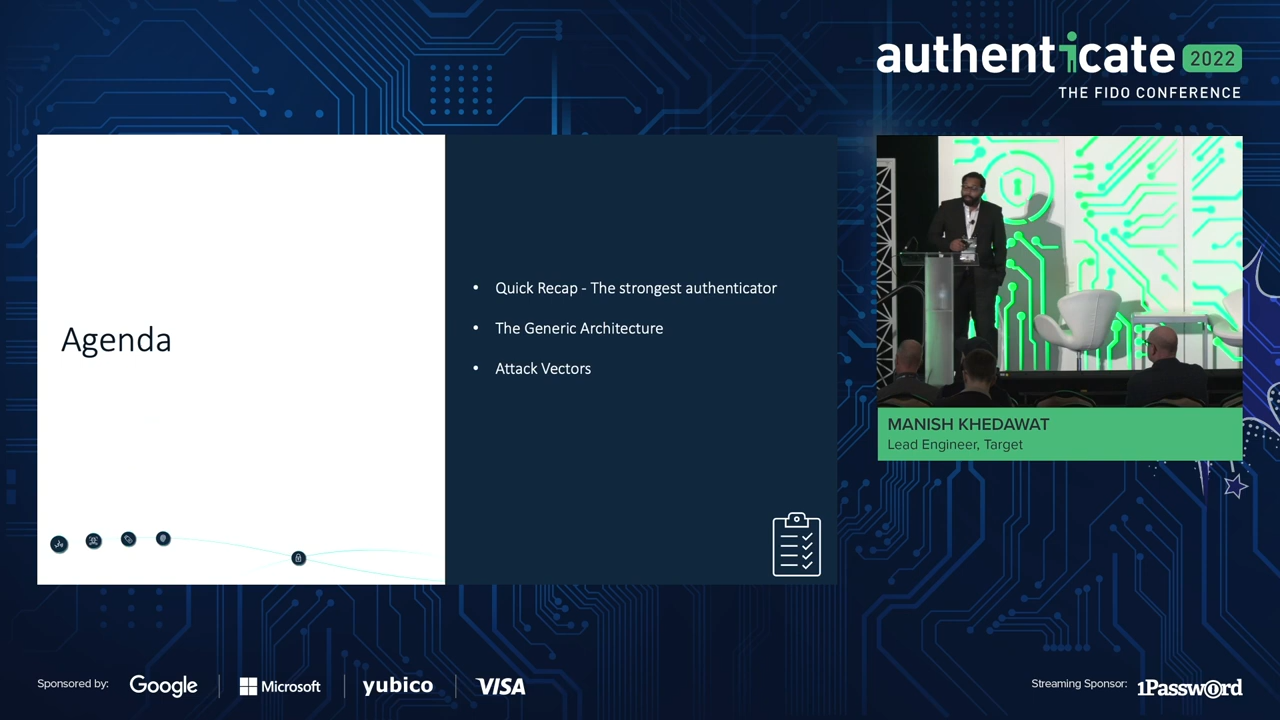 authenticate 2022
THE FIDO CONFERENCE
Agenda
• Quick Recap - The strongest authenticator
• The Generic Architecture
• Attack Vectors
MANISH KHEDAWAT
Lead Engineer, Target
Sponsored by:
Google
Microsoft
yubico
VISA
Streaming Sponsor:
1Password